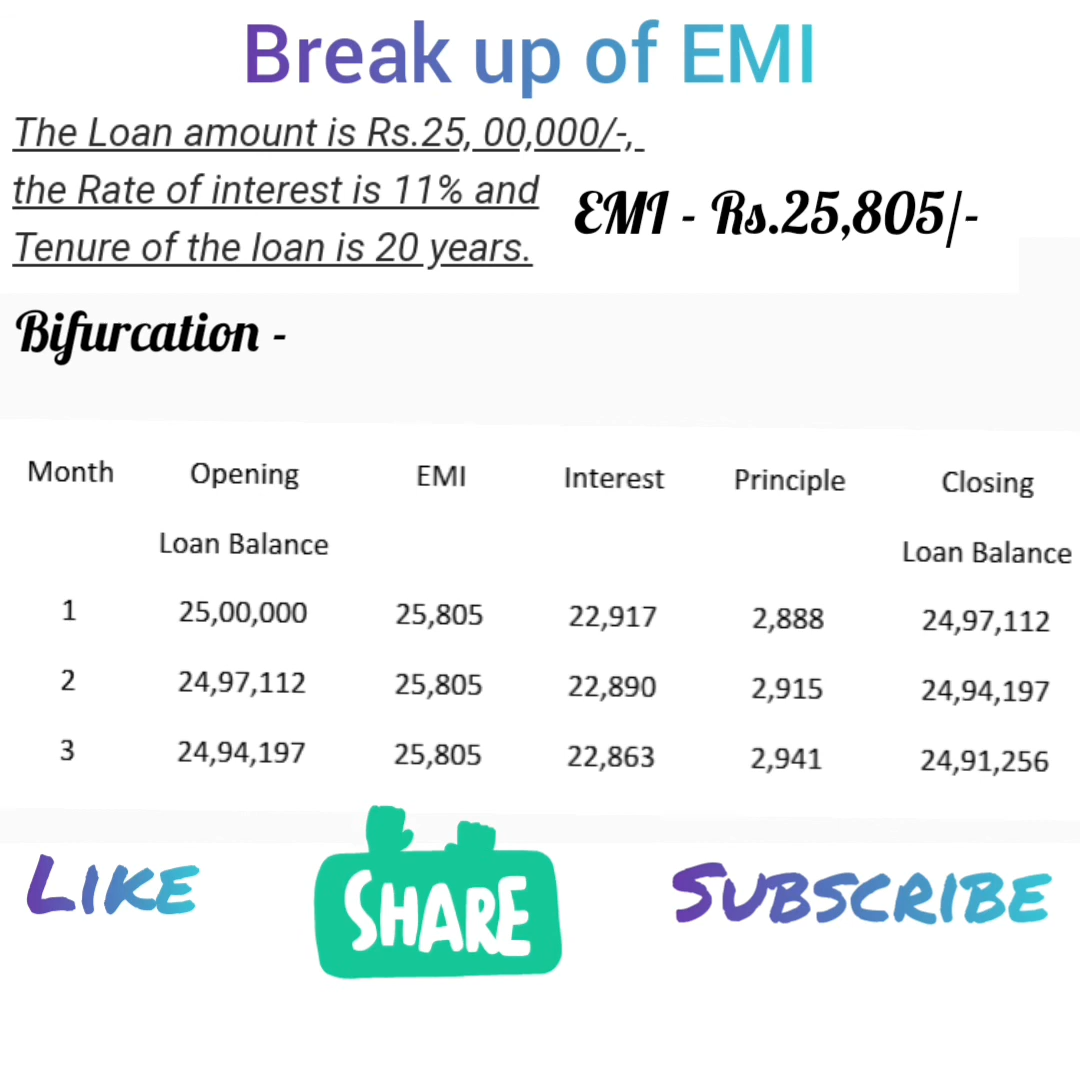 Break up of EMI
The Loan amount is Rs.25, 00,000/-,
the Rate of interest is 11% and
Tenure of the loan is 20 years.
EMI - Rs.25,805/-
Bifurcation -
Month Opening EMI Interest Principle Closing
Loan Balance Loan Balance
1 25,00,000 25,805 22,917 2,888 24,97,112
2 24,97,112 25,805 22,890 2,915 24,94,197
3 24,94,197 25,805 22,863 2,941 24,91,256
LIKE SHARE SUBSCRIBE